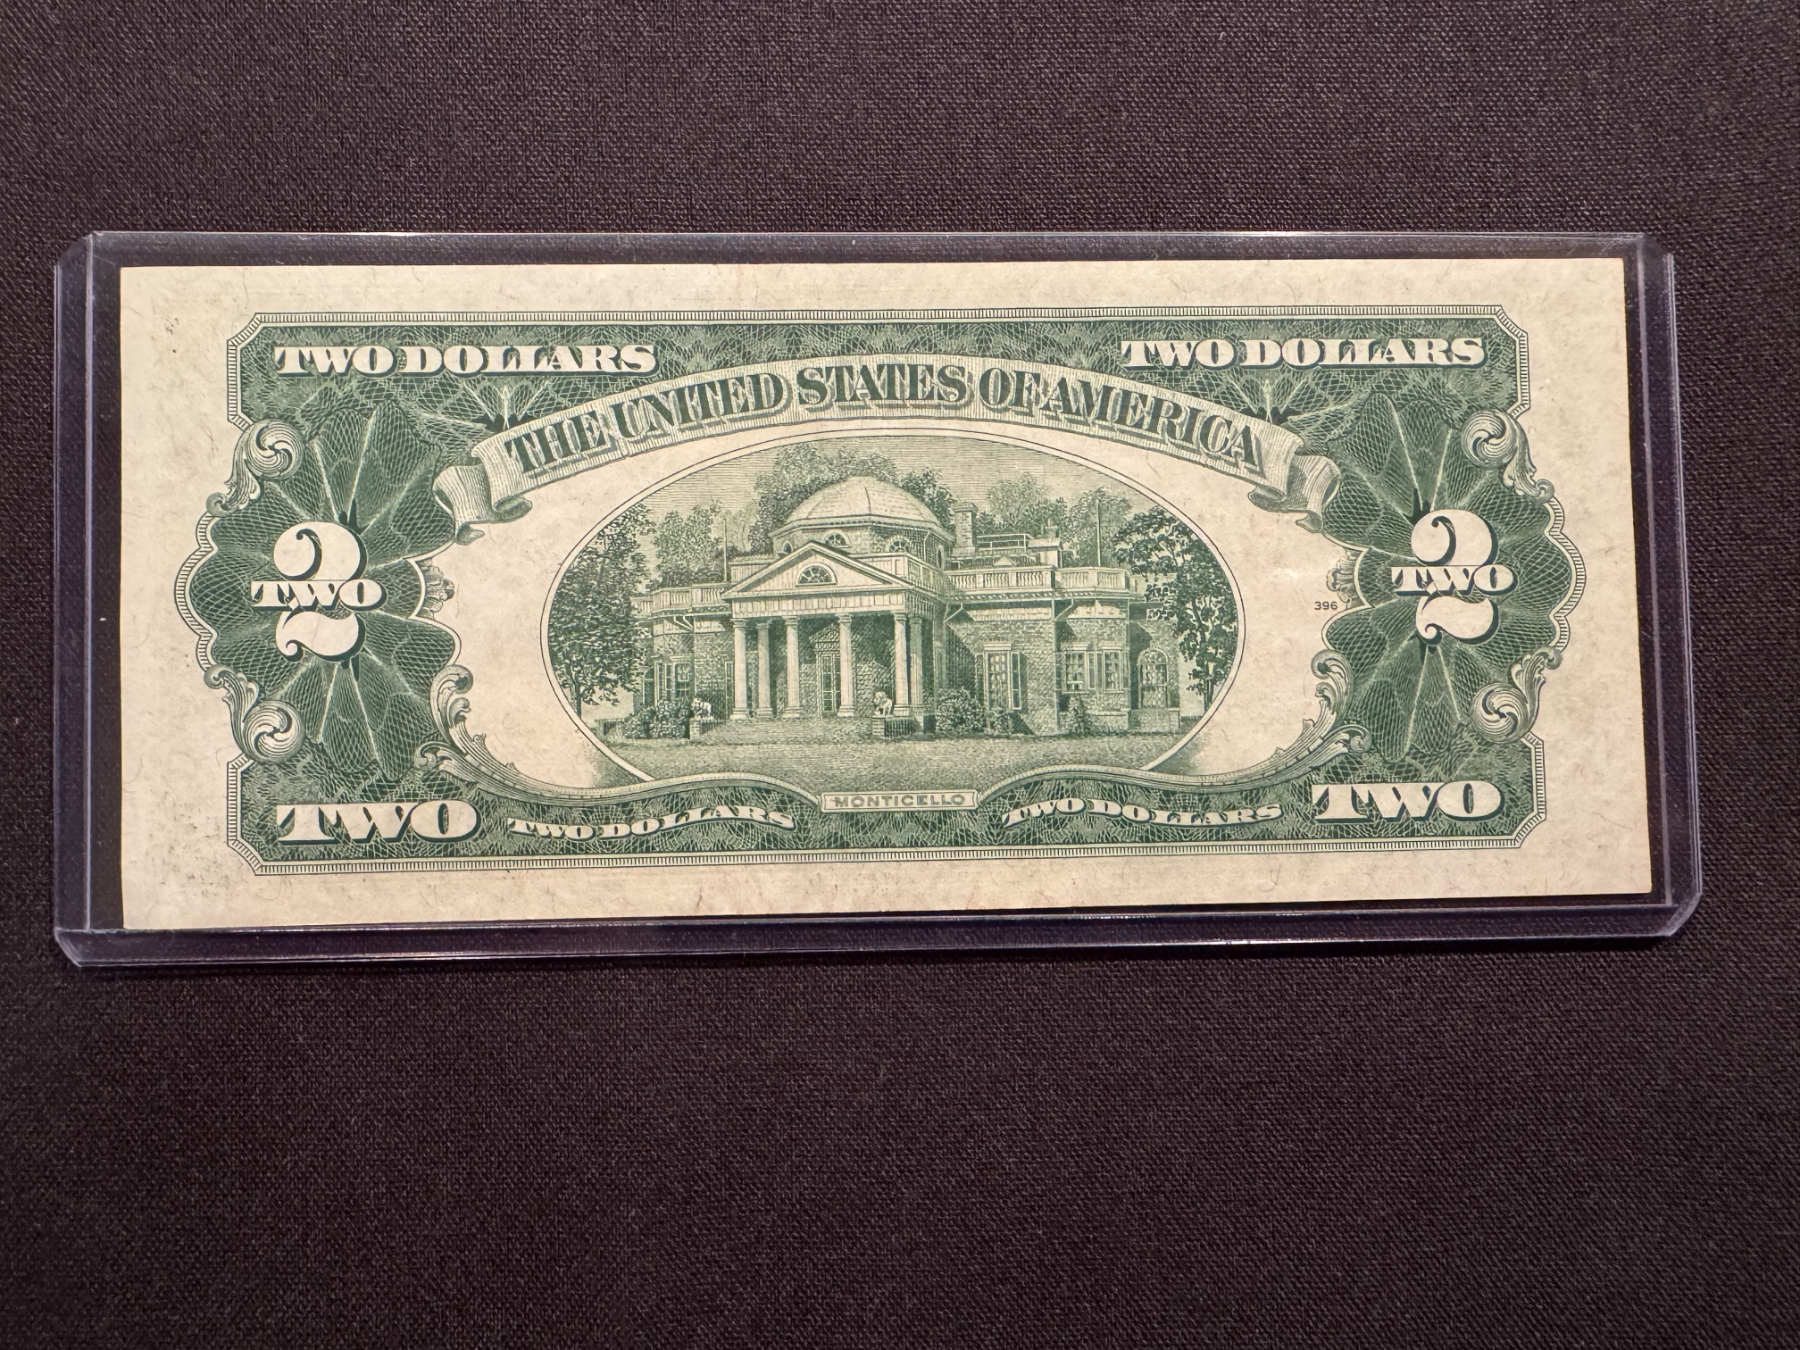 TWO DOLLARS
TWO DOLLARS
THE UNITED STATES OF AMERICA
2
TWO
2
TWO
396
TWO
TWO DOLLARS
MONTICELLO
TWO DOLLARS
TWO